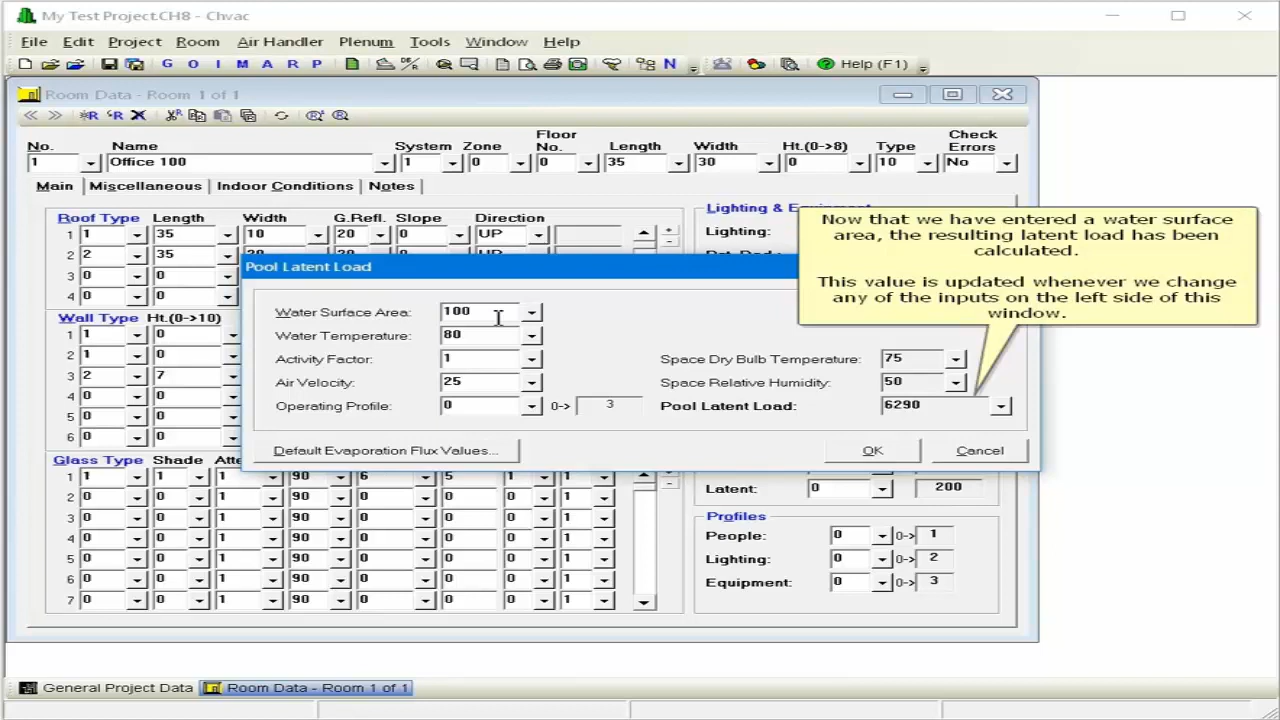 My Test Project.CH8 - Chvac
File Edit Project Room Air Handler Plenum Tools Window Help
G O I M A R P N Help (F1)
Room Data - Room 1 of 1
No. Name System Zone Floor No. Length Width Ht.(0->8) Type Check Errors
1 Office 100 1 0 0 35 30 0 10 No
Main Miscellaneous Indoor Conditions Notes
Roof Type Length Width G.Refl. Slope Direction
1 1 35 10 20 0 UP
2 2 35
3 0 0
4 0 0
Wall Type Ht.(0->10)
1 1 0
2 1 0
3 2 7
4 0 0
5 0 0
6 0 0
Glass Type Shade
1 1 1 1 90 6 5 1 1
2 0 0 1 90 0 0 0 1
3 0 0 1 90 0 0 0 1
4 0 0 1 90 0 0 0 1
5 0 0 1 90 0 0 0 1
6 0 0 1 90 0 0 0 1
7 0 0 1 90 0 0 0 1
Lighting &
Lighting:
Now that we have entered a water surface
area, the resulting latent load has been
calculated.
This value is updated whenever we change
any of the inputs on the left side of this
window.
Pool Latent Load
Water Surface Area: 100
Water Temperature: 80
Activity Factor: 1
Air Velocity: 25
Operating Profile: 0 0-> 3
Space Dry Bulb Temperature: 75
Space Relative Humidity: 50
Pool Latent Load: 6290
Default Evaporation Flux Values... OK Cancel
Latent: 0 200
Profiles
People: 0 0-> 1
Lighting: 0 0-> 2
Equipment: 0 0-> 3
General Project Data Room Data - Room 1 of 1